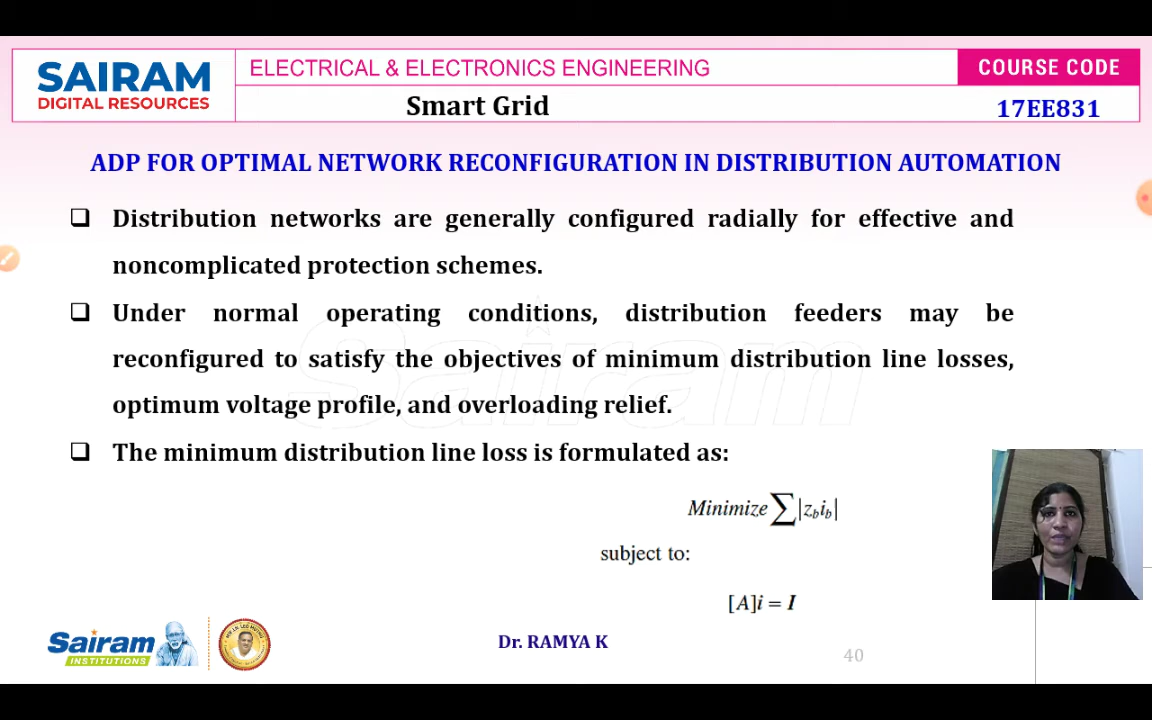 SAIRAM
DIGITAL RESOURCES
ELECTRICAL & ELECTRONICS ENGINEERING
COURSE CODE
Smart Grid
17EE831
ADP FOR OPTIMAL NETWORK RECONFIGURATION IN DISTRIBUTION AUTOMATION
❑ Distribution networks are generally configured radially for effective and
noncomplicated protection schemes.
❑ Under normal operating conditions, distribution feeders may be
reconfigured to satisfy the objectives of minimum distribution line losses,
optimum voltage profile, and overloading relief.
❑ The minimum distribution line loss is formulated as:
Minimize ∑|z_b i_b|
subject to:
[A]i = I
Sairam
Sairam
INSTITUTIONS
Dr. RAMYA K
40